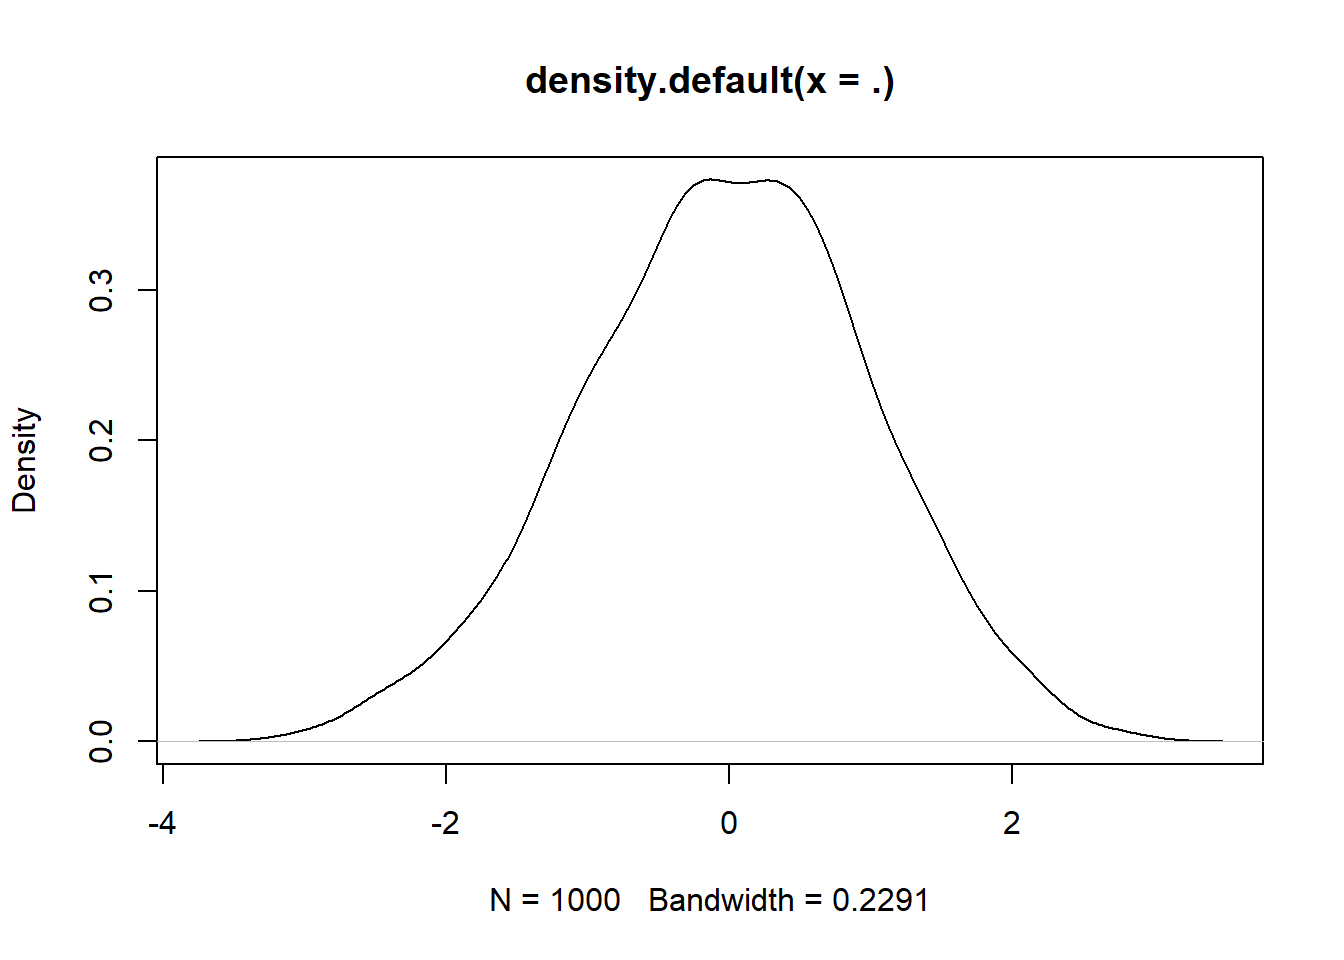 density.default(x = .)
Density
0.3
0.2
0.1
0.0
-4 -2 0 2
N = 1000 Bandwidth = 0.2291